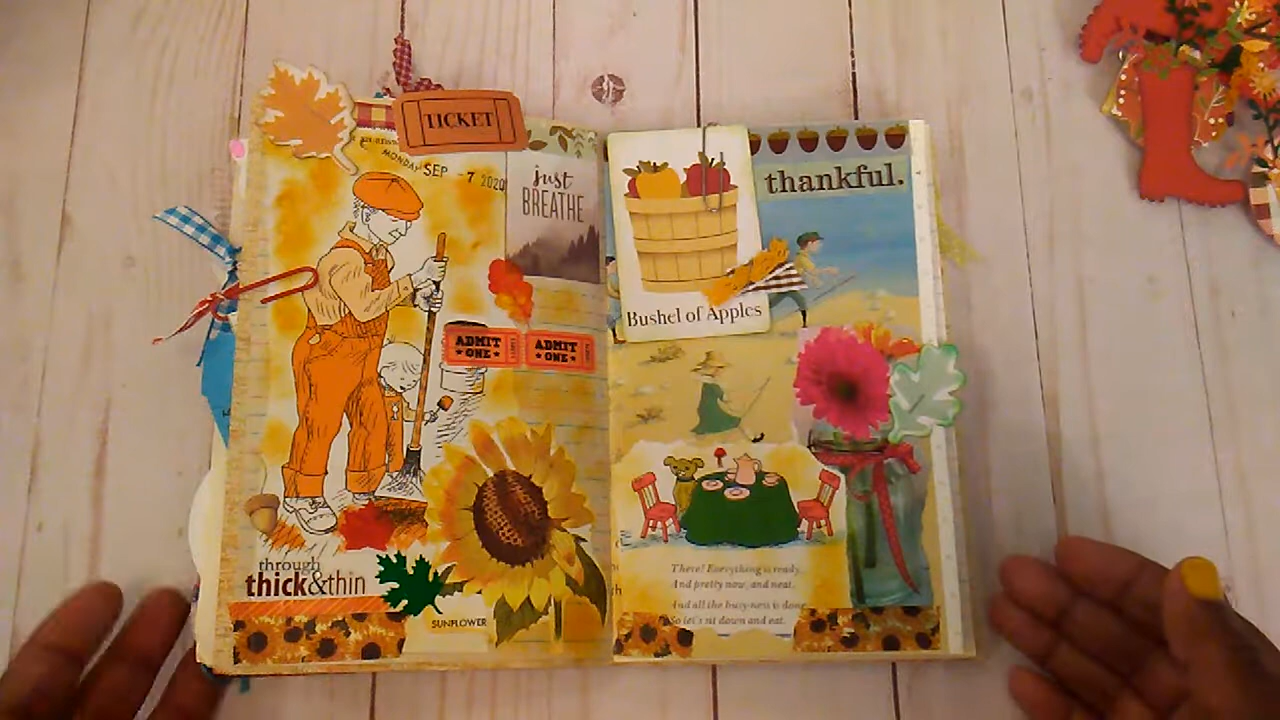 TICKET
MONDAY SEP -7 2020
just
BREATHE
ADMIT
ONE
ADMIT
ONE
through
thick&thin
SUNFLOWER
thankful.
Bushel of Apples
There! Everything is ready,
And pretty now, and neat.
And all the busy-ness is done
So let's sit down and eat.